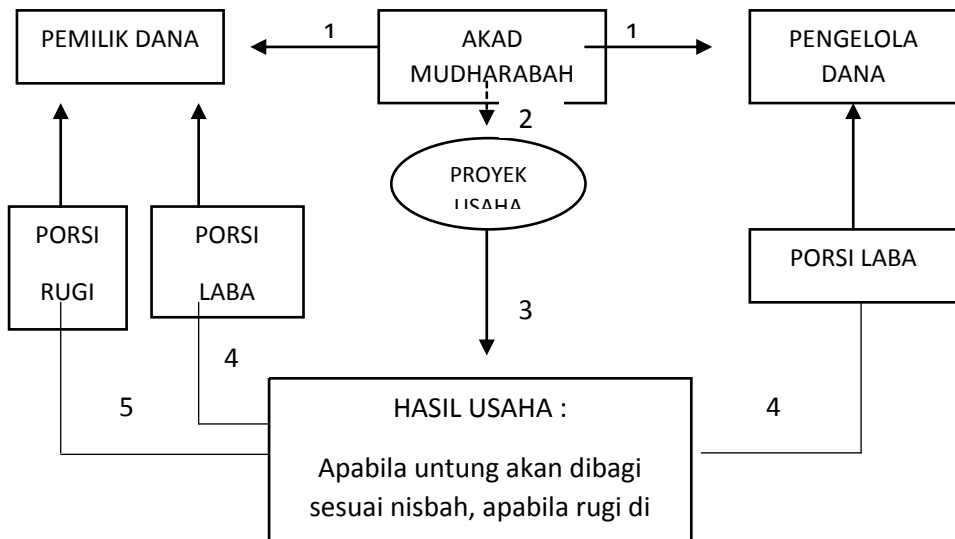 PEMILIK DANA
1
AKAD
MUDHARABAH
1
PENGELOLA
DANA
2
PROYEK
USAHA
PORSI
RUGI
PORSI
LABA
PORSI LABA
3
4
5
4
HASIL USAHA :
Apabila untung akan dibagi
sesuai nisbah, apabila rugi di